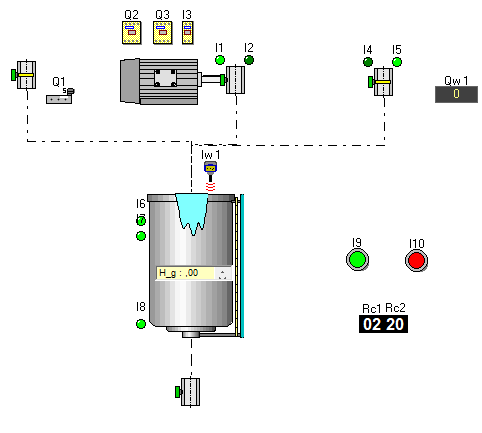 Q2 Q3 I3
I1 I2
I4 I5
Q1
Qw 1
0
Iw 1
I6
I7
H_g : ,00
I8
I9 I10
Rc1 Rc2
02 20